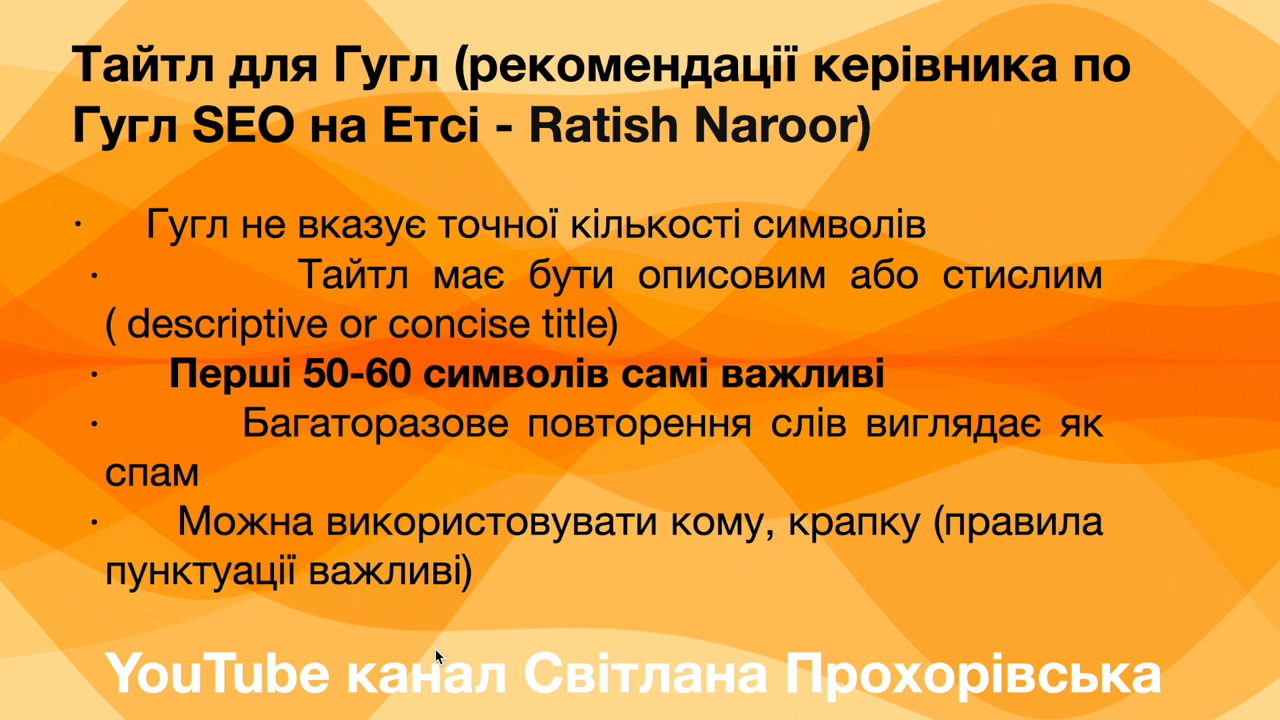 Тайтл для Гугл (рекомендації керівника по
Гугл SEO на Етсі - Ratish Naroor)
· Гугл не вказує точної кількості символів
· Тайтл має бути описовим або стислим
( descriptive or concise title)
· Перші 50-60 символів самі важливі
· Багаторазове повторення слів виглядає як
спам
· Можна використовувати кому, крапку (правила
пунктуації важливі)
YouTube канал Світлана Прохорівська